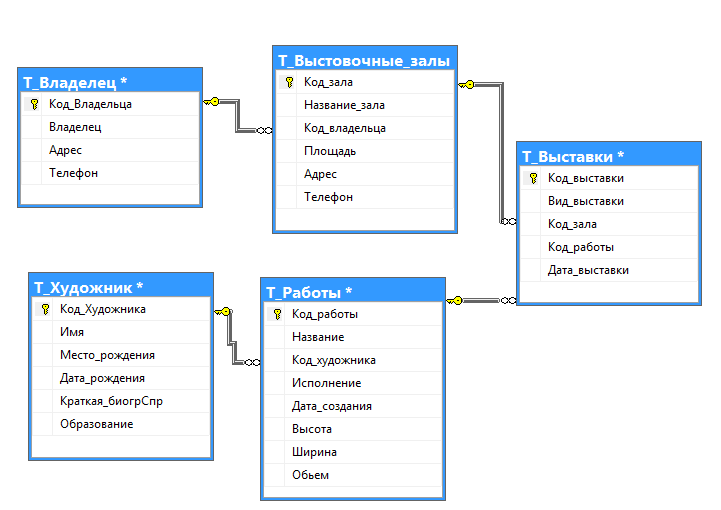 Т_Владелец *
Код_Владельца
Владелец
Адрес
Телефон
Т_Выстовочные_залы
Код_зала
Название_зала
Код_владельца
Площадь
Адрес
Телефон
Т_Выставки *
Код_выставки
Вид_выставки
Код_зала
Код_работы
Дата_выставки
Т_Художник *
Код_Художника
Имя
Место_рождения
Дата_рождения
Краткая_биогрСпр
Образование
Т_Работы *
Код_работы
Название
Код_художника
Исполнение
Дата_создания
Высота
Ширина
Обьем